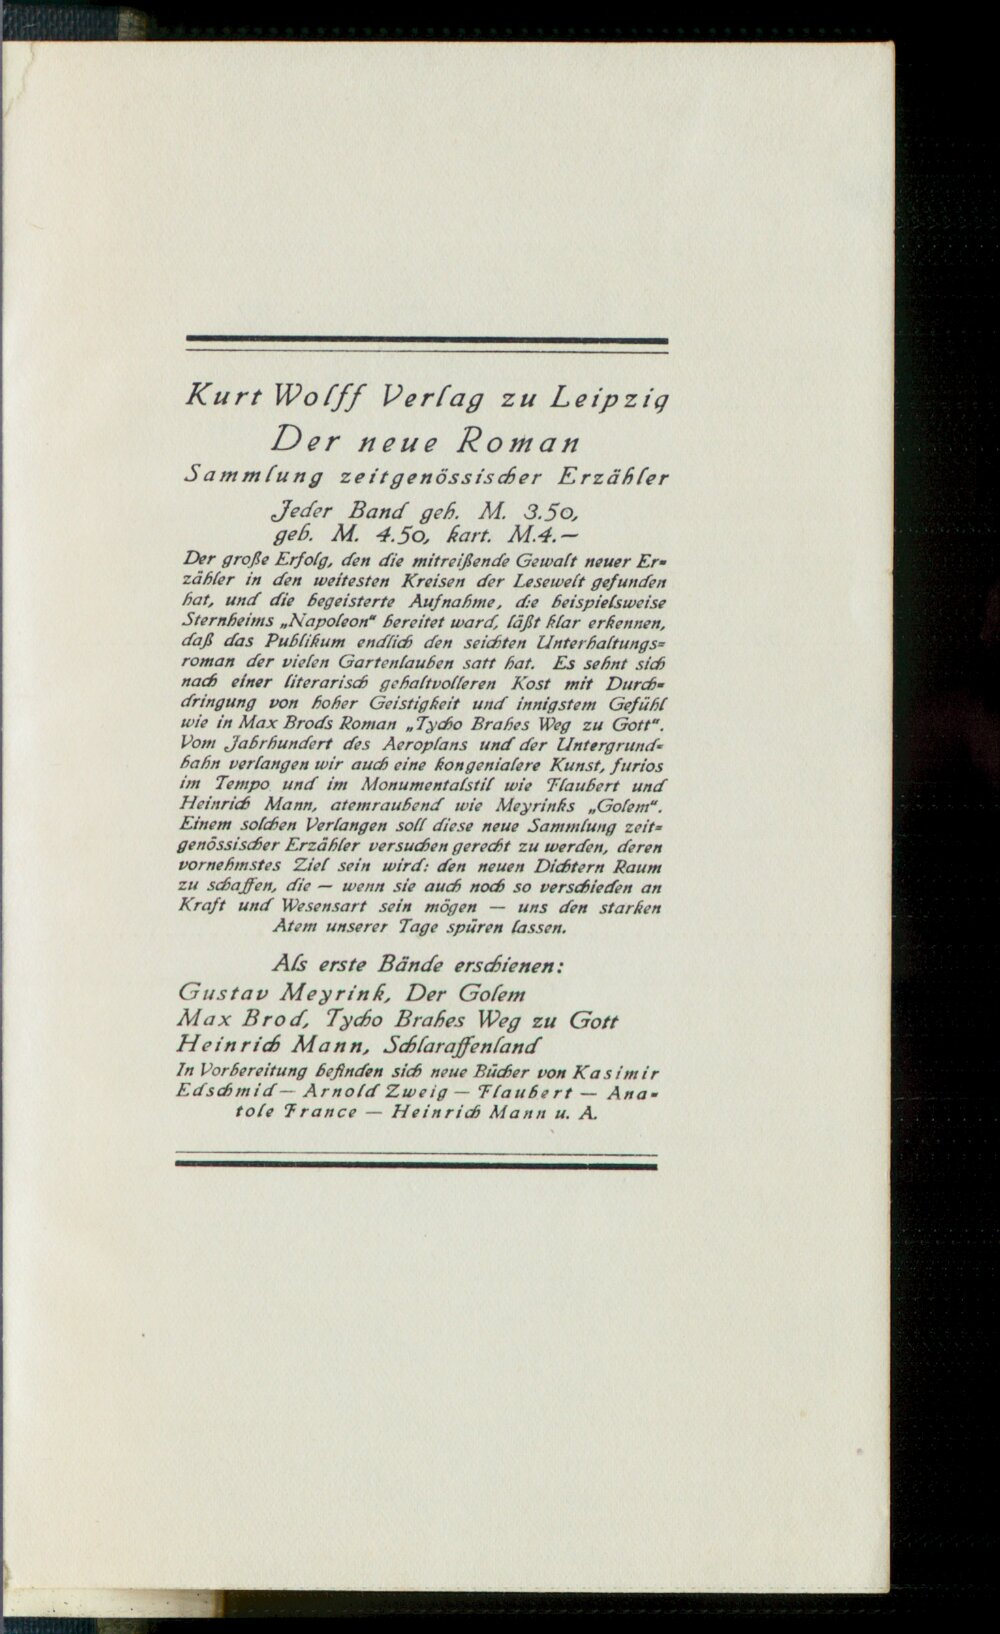 Kurt Wolff Verlag zu Leipzig
Der neue Roman
Sammlung zeitgenössischer Erzähler
Jeder Band geh. M. 3.50,
geb. M. 4.50, kart. M.4.—
Der große Erfolg, den die mitreißende Gewalt neuer Er-
zähler in den weitesten Kreisen der Lesewelt gefunden
hat, und die begeisterte Aufnahme, die beispielsweise
Sternheims „Napoleon“ bereitet ward, läßt klar erkennen,
daß das Publikum endlich den seichten Unterhaltungs-
roman der vielen Gartenlauben satt hat. Es sehnt sich
nach einer literarisch gehaltvolleren Kost mit Durch-
dringung von hoher Geistigkeit und innigstem Gefühl
wie in Max Brods Roman „Tycho Brahes Weg zu Gott“.
Vom Jahrhundert des Aeroplans und der Untergrund-
bahn verlangen wir auch eine kongenialere Kunst, furios
im Tempo und im Monumentalstil wie Flaubert und
Heinrich Mann, atemraubend wie Meyrinks „Golem“.
Einem solchen Verlangen soll diese neue Sammlung zeit-
genössischer Erzähler versuchen gerecht zu werden, deren
vornehmstes Ziel sein wird: den neuen Dichtern Raum
zu schaffen, die — wenn sie auch noch so verschieden an
Kraft und Wesensart sein mögen — uns den starken
Atem unserer Tage spüren lassen.
Als erste Bände erschienen:
Gustav Meyrink, Der Golem
Max Brod, Tycho Brahes Weg zu Gott
Heinrich Mann, Schlaraffenland
In Vorbereitung befinden sich neue Bücher von Kasimir
Edschmid — Arnold Zweig — Flaubert — Ana-
tole France — Heinrich Mann u. A.